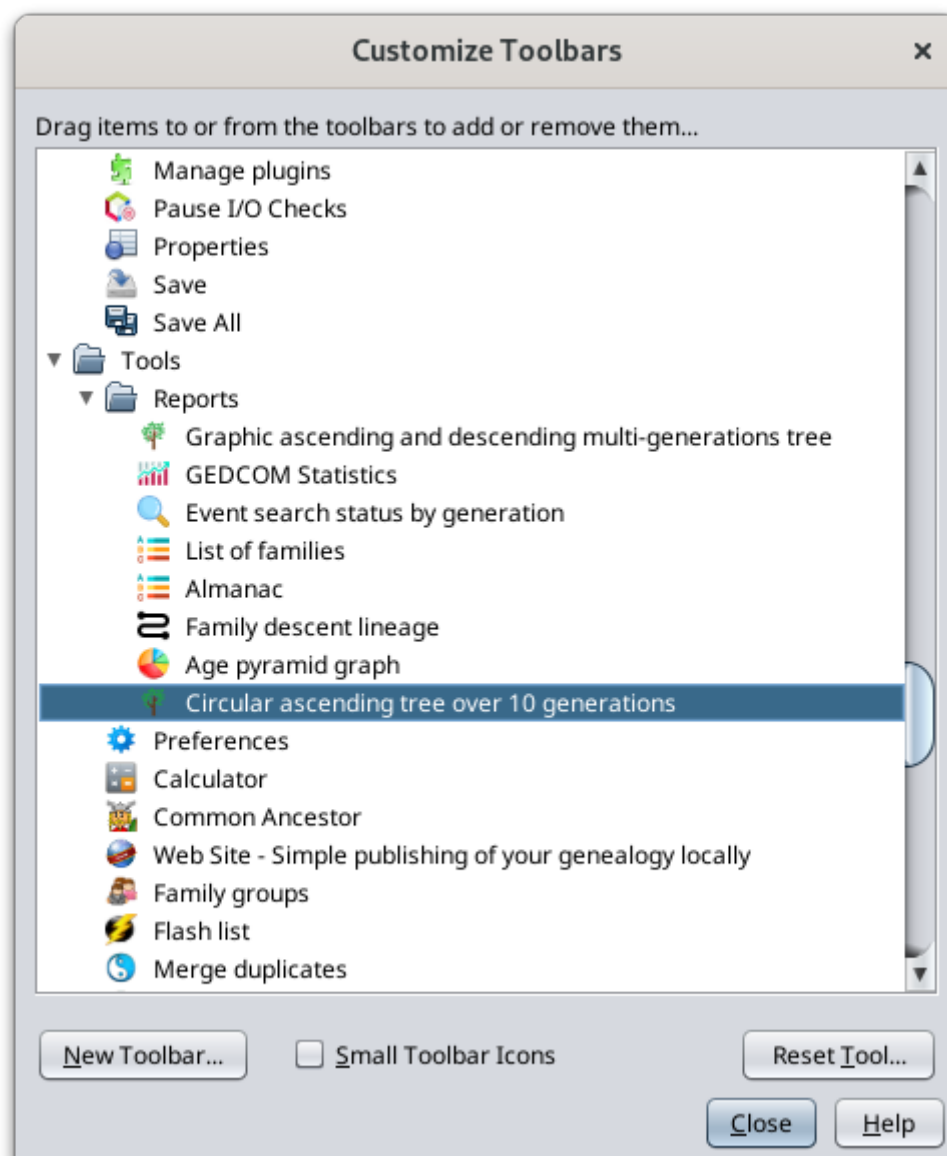 Customize Toolbars
Drag items to or from the toolbars to add or remove them...
Manage plugins
Pause I/O Checks
Properties
Save
Save All
Tools
Reports
Graphic ascending and descending multi-generations tree
GEDCOM Statistics
Event search status by generation
List of families
Almanac
Family descent lineage
Age pyramid graph
Circular ascending tree over 10 generations
Preferences
Calculator
Common Ancestor
Web Site - Simple publishing of your genealogy locally
Family groups
Flash list
Merge duplicates
New Toolbar... Small Toolbar Icons Reset Tool...
Close Help